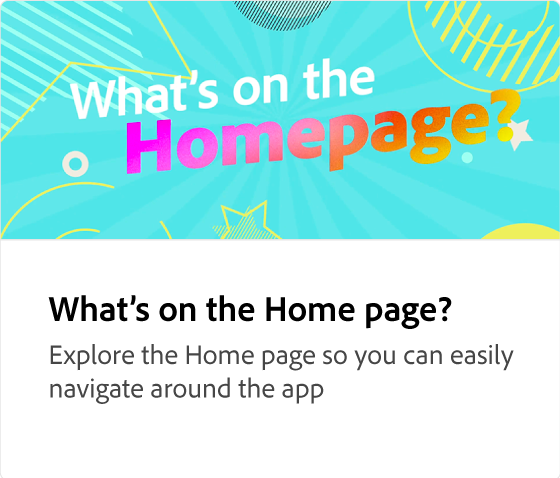 What's on the
Homepage?
What's on the Home page?
Explore the Home page so you can easily
navigate around the app